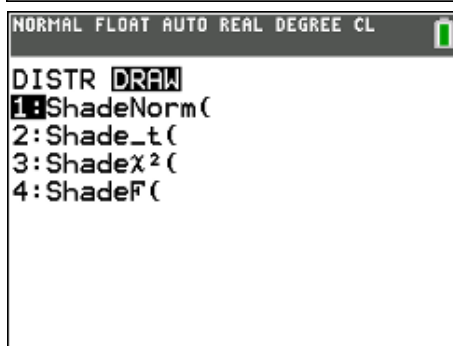 NORMAL FLOAT AUTO REAL DEGREE CL
DISTR DRAW
1:ShadeNorm(
2:Shade_t(
3:Shadeχ²(
4:ShadeF(